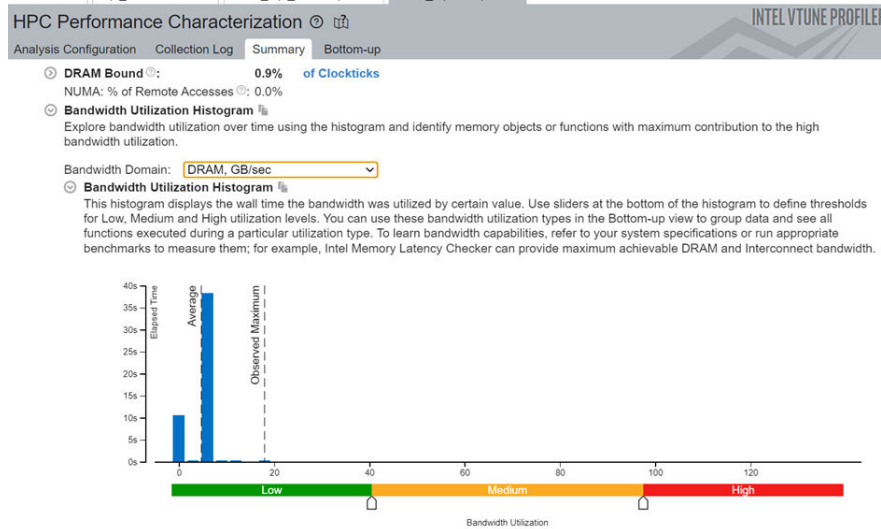 HPC Performance Characterization
INTEL VTUNE PROFILER
Analysis Configuration Collection Log Summary Bottom-up
DRAM Bound : 0.9% of Clockticks
NUMA: % of Remote Accesses : 0.0%
Bandwidth Utilization Histogram
Explore bandwidth utilization over time using the histogram and identify memory objects or functions with maximum contribution to the high
bandwidth utilization.
Bandwidth Domain: DRAM, GB/sec
Bandwidth Utilization Histogram
This histogram displays the wall time the bandwidth was utilized by certain value. Use sliders at the bottom of the histogram to define thresholds
for Low, Medium and High utilization levels. You can use these bandwidth utilization types in the Bottom-up view to group data and see all
functions executed during a particular utilization type. To learn bandwidth capabilities, refer to your system specifications or run appropriate
benchmarks to measure them; for example, Intel Memory Latency Checker can provide maximum achievable DRAM and Interconnect bandwidth.
40s
35s
30s
25s
20s
15s
10s
5s
0s
Elapsed Time
Average
Observed Maximum
0 20 40 60 80 100 120
Low Medium High
Bandwidth Utilization